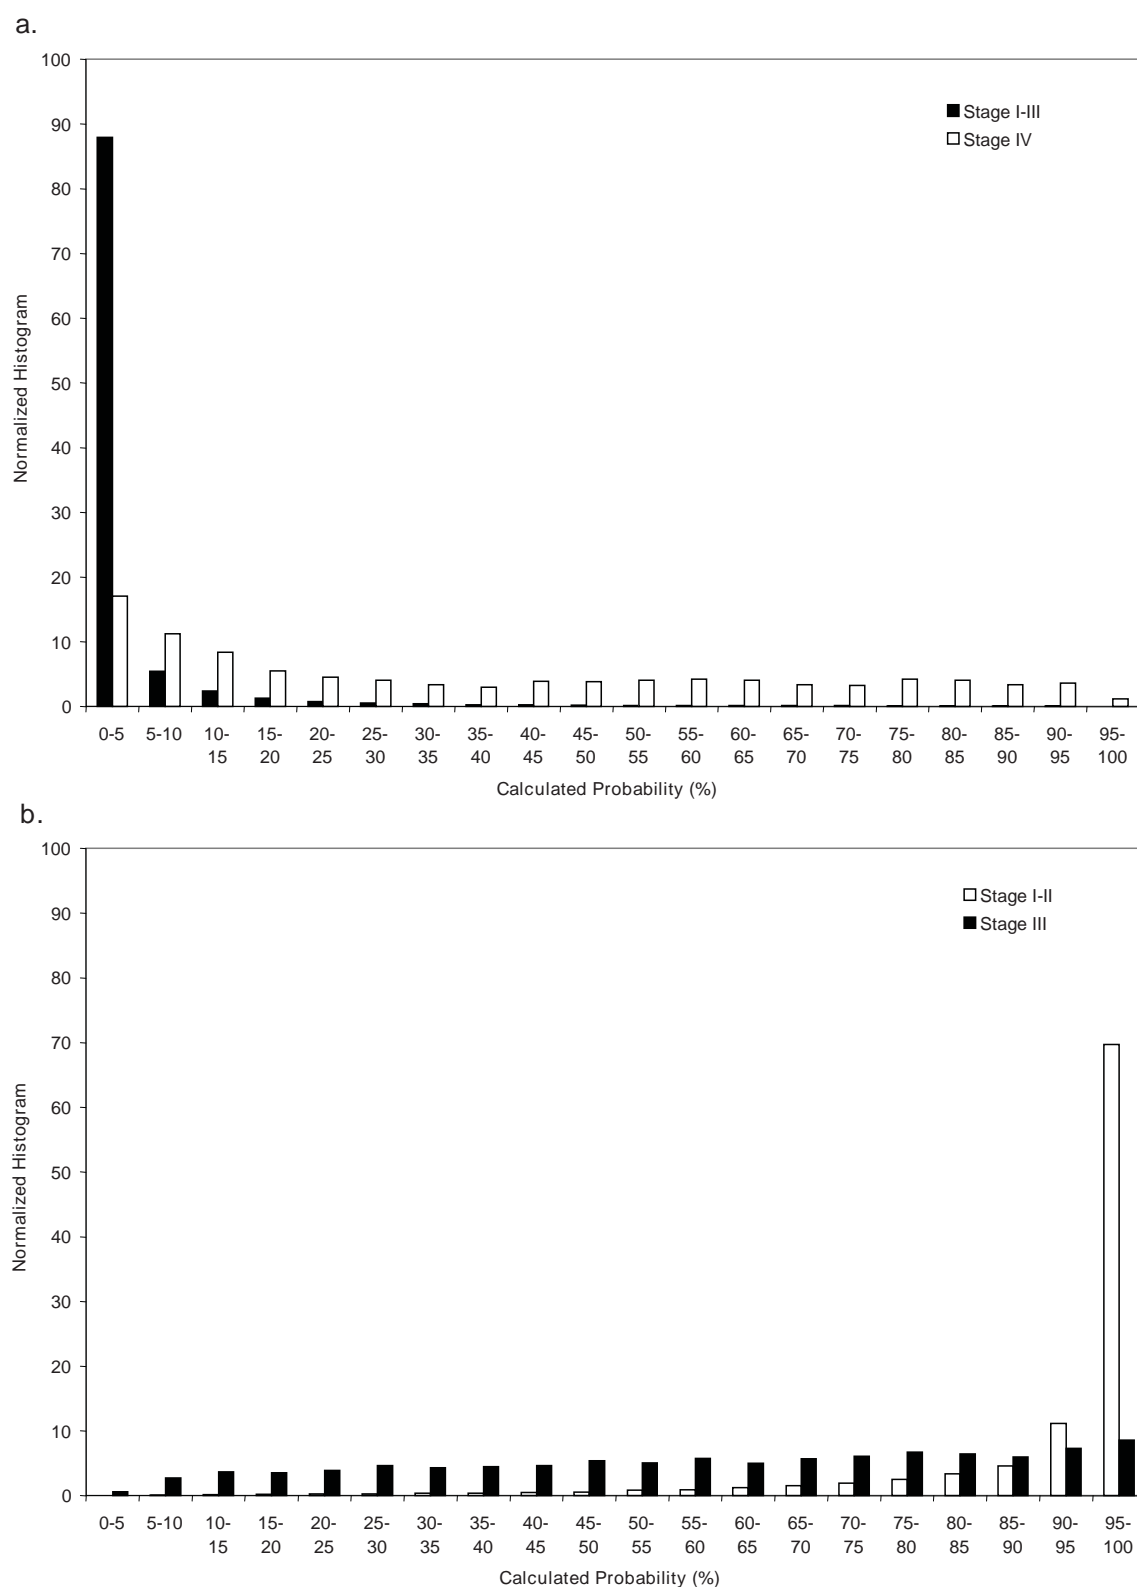 a.
100
90
80
70
60
50
40
30
20
10
0
Normalized Histogram
Stage I-III
Stage IV
0-5 5-10 10- 15- 20- 25- 30- 35- 40- 45- 50- 55- 60- 65- 70- 75- 80- 85- 90- 95-
15 20 25 30 35 40 45 50 55 60 65 70 75 80 85 90 95 100
Calculated Probability (%)
b.
100
90
80
70
60
50
40
30
20
10
0
Normalized Histogram
Stage I-II
Stage III
0-5 5-10 10- 15- 20- 25- 30- 35- 40- 45- 50- 55- 60- 65- 70- 75- 80- 85- 90- 95-
15 20 25 30 35 40 45 50 55 60 65 70 75 80 85 90 95 100
Calculated Probability (%)